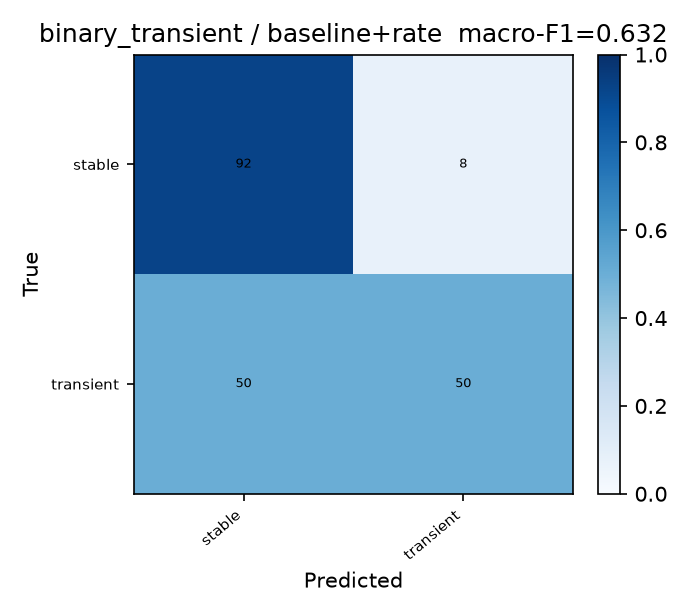 binary_transient / baseline+rate  macro-F1=0.632
True
stable
92
8
transient
50
50
stable
transient
Predicted
1.0
0.8
0.6
0.4
0.2
0.0